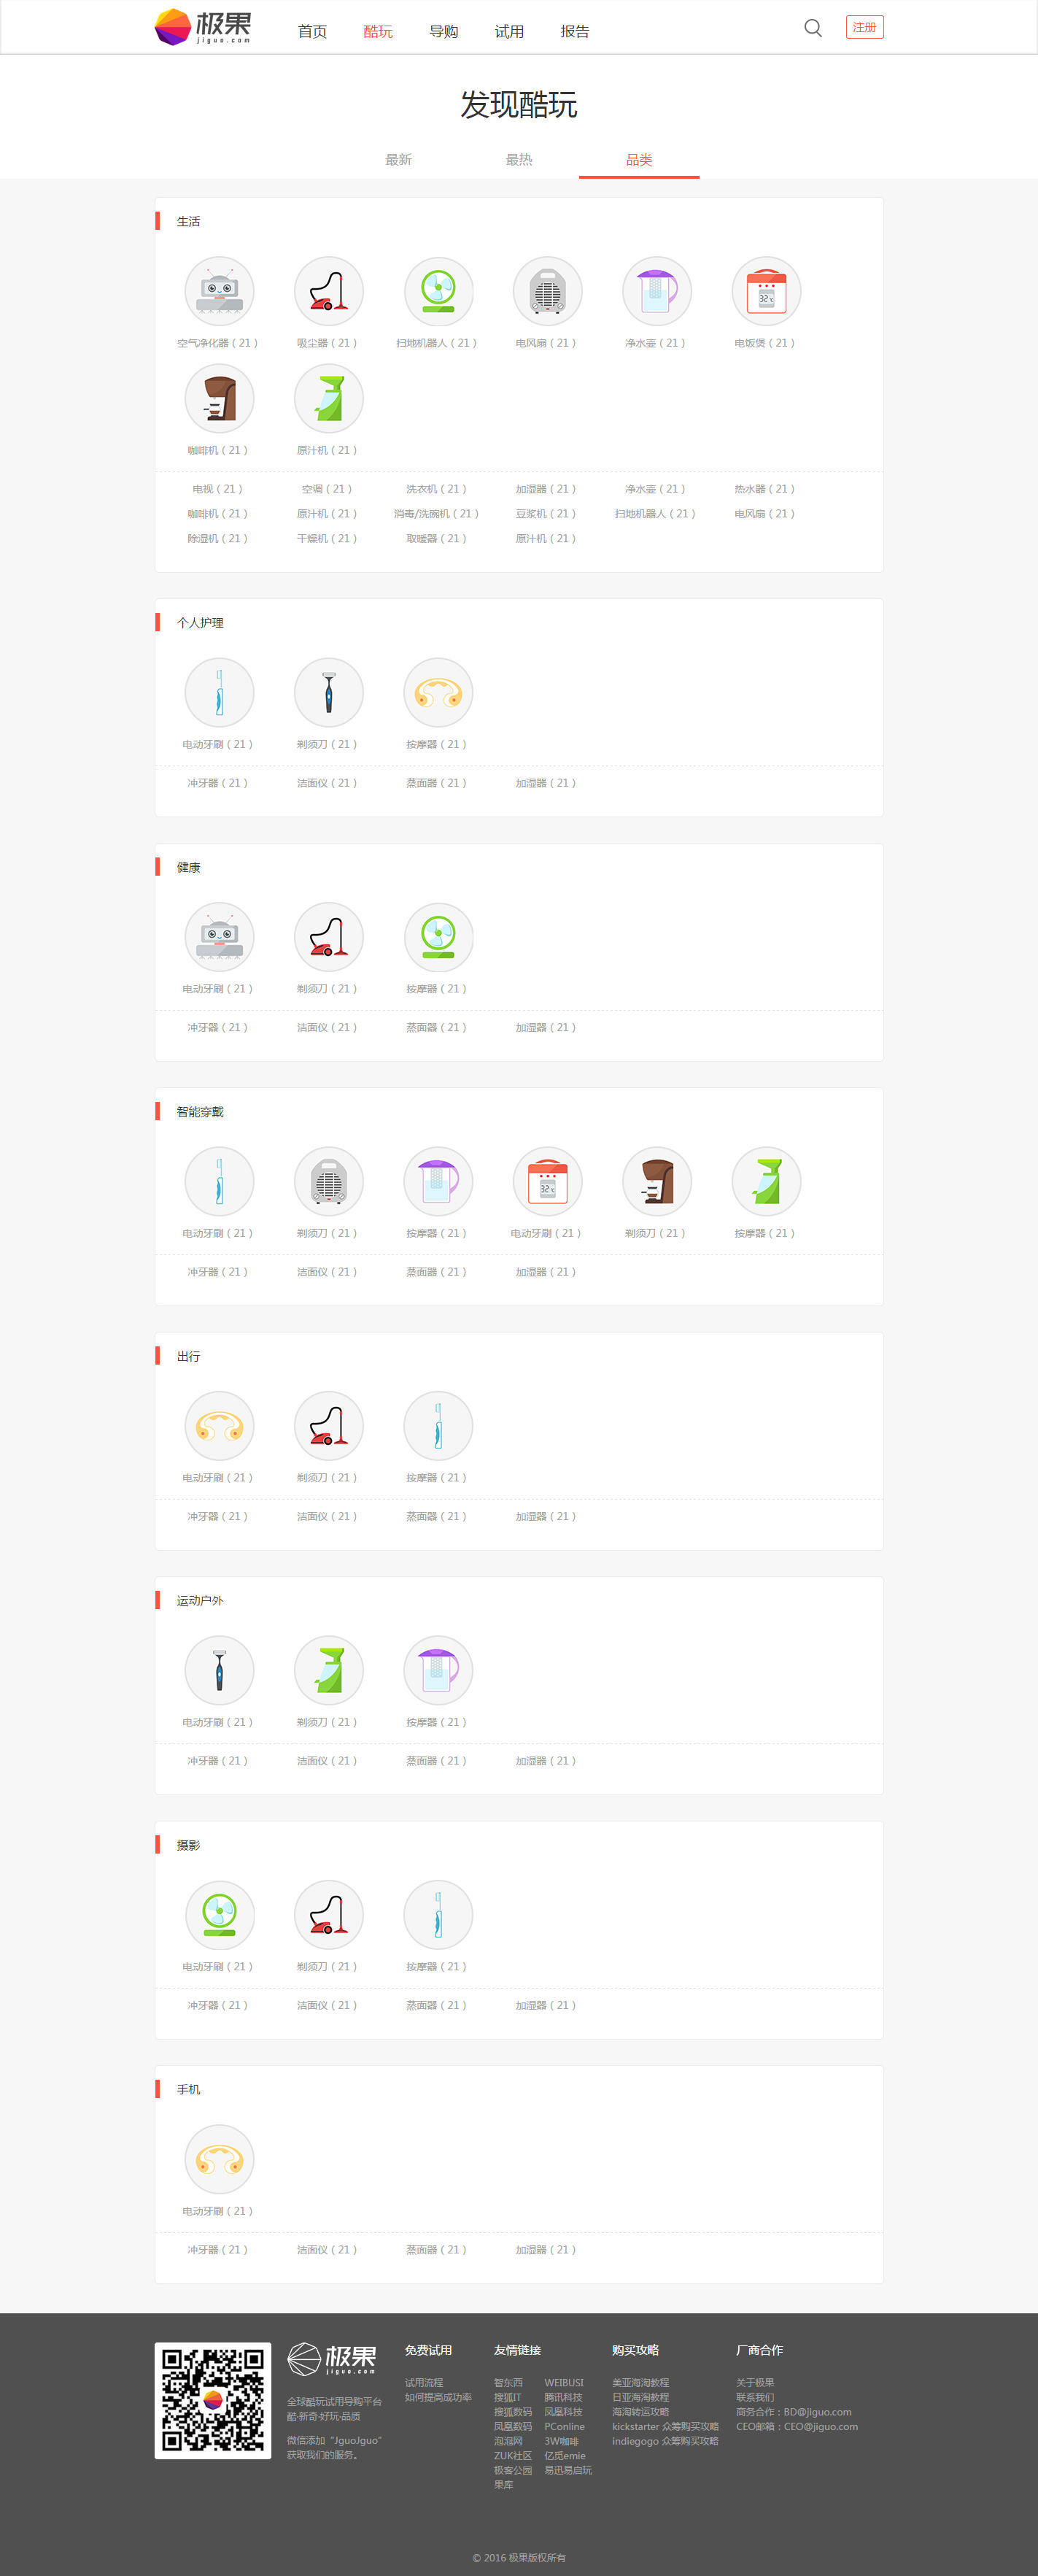 极果
jiguo.com
首页 酷玩 导购 试用 报告
注册
发现酷玩
最新 最热 品类
生活
32℃
空气净化器（21） 吸尘器（21） 扫地机器人（21） 电风扇（21） 净水壶（21） 电饭煲（21）
咖啡机（21） 原汁机（21）
电视（21） 空调（21） 洗衣机（21） 加湿器（21） 净水壶（21） 热水器（21）
咖啡机（21） 原汁机（21） 消毒/洗碗机（21） 豆浆机（21） 扫地机器人（21） 电风扇（21）
除湿机（21） 干燥机（21） 取暖器（21） 原汁机（21）
个人护理
电动牙刷（21） 剃须刀（21） 按摩器（21）
冲牙器（21） 洁面仪（21） 蒸面器（21） 加湿器（21）
健康
电动牙刷（21） 剃须刀（21） 按摩器（21）
冲牙器（21） 洁面仪（21） 蒸面器（21） 加湿器（21）
智能穿戴
32℃
电动牙刷（21） 剃须刀（21） 按摩器（21） 电动牙刷（21） 剃须刀（21） 按摩器（21）
冲牙器（21） 洁面仪（21） 蒸面器（21） 加湿器（21）
出行
电动牙刷（21） 剃须刀（21） 按摩器（21）
冲牙器（21） 洁面仪（21） 蒸面器（21） 加湿器（21）
运动户外
电动牙刷（21） 剃须刀（21） 按摩器（21）
冲牙器（21） 洁面仪（21） 蒸面器（21） 加湿器（21）
摄影
电动牙刷（21） 剃须刀（21） 按摩器（21）
冲牙器（21） 洁面仪（21） 蒸面器（21） 加湿器（21）
手机
电动牙刷（21）
冲牙器（21） 洁面仪（21） 蒸面器（21） 加湿器（21）
极果
jiguo.com
全球酷玩试用导购平台
酷·新奇·好玩·品质
微信添加“JguoJguo”
获取我们的服务。
免费试用
试用流程
如何提高成功率
友情链接
智东西 WEIBUSI
搜狐IT 腾讯科技
搜狐数码 凤凰科技
凤凰数码 PConline
泡泡网 3W咖啡
ZUK社区 亿觅emie
极客公园 易迅易启玩
果库
购买攻略
美亚海淘教程
日亚海淘教程
海淘转运攻略
kickstarter 众筹购买攻略
indiegogo 众筹购买攻略
厂商合作
关于极果
联系我们
商务合作：BD@jiguo.com
CEO邮箱：CEO@jiguo.com
© 2016 极果版权所有